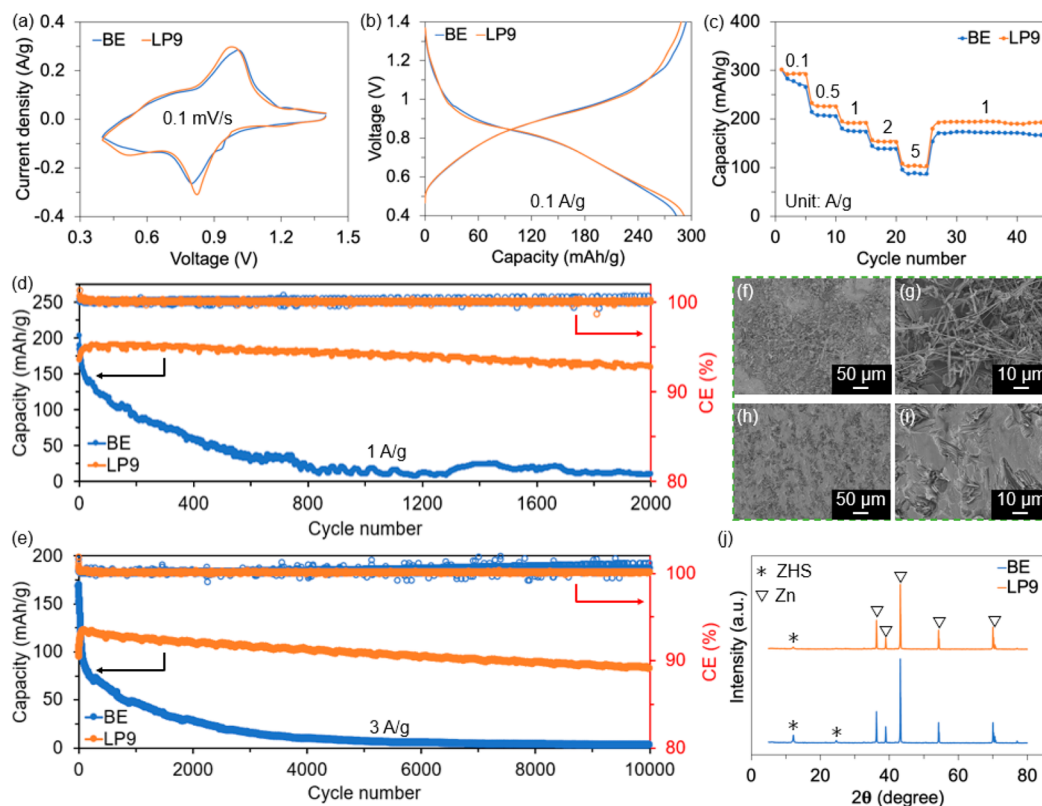 (a)
0.4
0.2
0.0
-0.2
-0.4
Current density (A/g)
BE
LP9
0.1 mV/s
0.3
0.6
0.9
1.2
1.5
Voltage (V)
(b)
1.4
1.2
1.0
0.8
0.6
0.4
Voltage (V)
BE
LP9
0.1 A/g
0
60
120
180
240
300
Capacity (mAh/g)
(c)
400
300
200
100
0
Capacity (mAh/g)
BE
LP9
0.1
0.5
1
2
5
1
Unit: A/g
0
10
20
30
40
Cycle number
(d)
250
200
150
100
50
0
Capacity (mAh/g)
BE
LP9
1 A/g
100
90
80
CE (%)
0
400
800
1200
1600
2000
Cycle number
(e)
200
150
100
50
0
Capacity (mAh/g)
BE
LP9
3 A/g
100
90
80
CE (%)
0
2000
4000
6000
8000
10000
Cycle number
(f)
50 μm
(g)
10 μm
(h)
50 μm
(i)
10 μm
(j)
* ZHS
▽ Zn
BE
LP9
*
*
*
Intensity (a.u.)
0
20
40
60
80
2θ (degree)